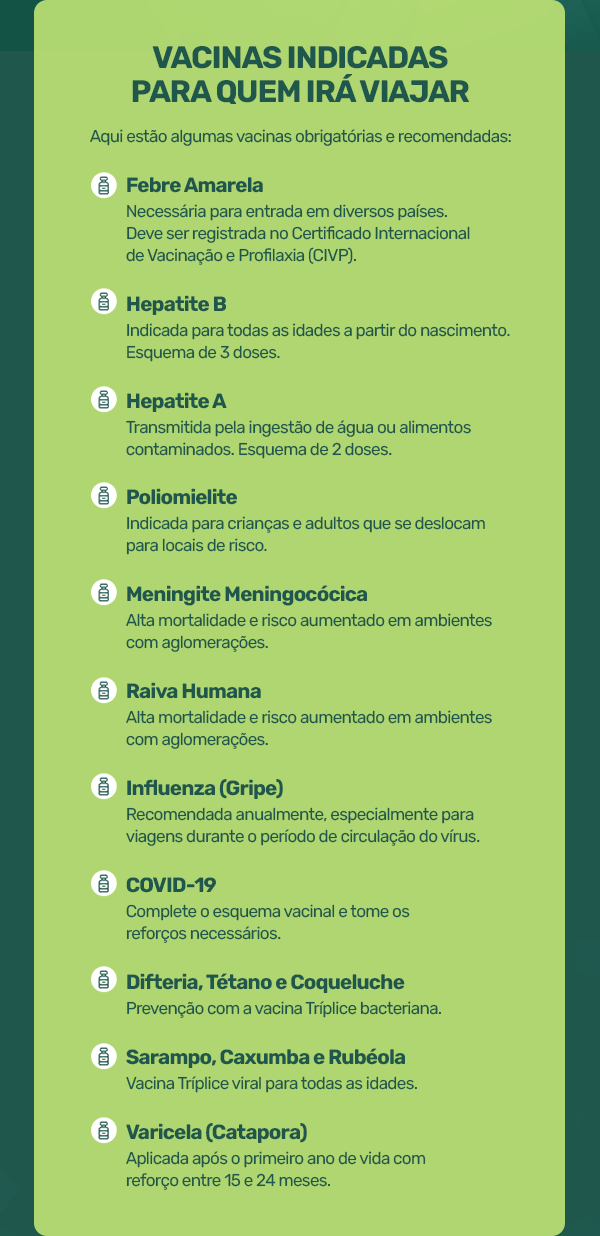 VACINAS INDICADAS
PARA QUEM IRÁ VIAJAR
Aqui estão algumas vacinas obrigatórias e recomendadas:
Febre Amarela
Necessária para entrada em diversos países.
Deve ser registrada no Certificado Internacional
de Vacinação e Profilaxia (CIVP).
Hepatite B
Indicada para todas as idades a partir do nascimento.
Esquema de 3 doses.
Hepatite A
Transmitida pela ingestão de água ou alimentos
contaminados. Esquema de 2 doses.
Poliomielite
Indicada para crianças e adultos que se deslocam
para locais de risco.
Meningite Meningocócica
Alta mortalidade e risco aumentado em ambientes
com aglomerações.
Raiva Humana
Alta mortalidade e risco aumentado em ambientes
com aglomerações.
Influenza (Gripe)
Recomendada anualmente, especialmente para
viagens durante o período de circulação do vírus.
COVID-19
Complete o esquema vacinal e tome os
reforços necessários.
Difteria, Tétano e Coqueluche
Prevenção com a vacina Tríplice bacteriana.
Sarampo, Caxumba e Rubéola
Vacina Tríplice viral para todas as idades.
Varicela (Catapora)
Aplicada após o primeiro ano de vida com
reforço entre 15 e 24 meses.